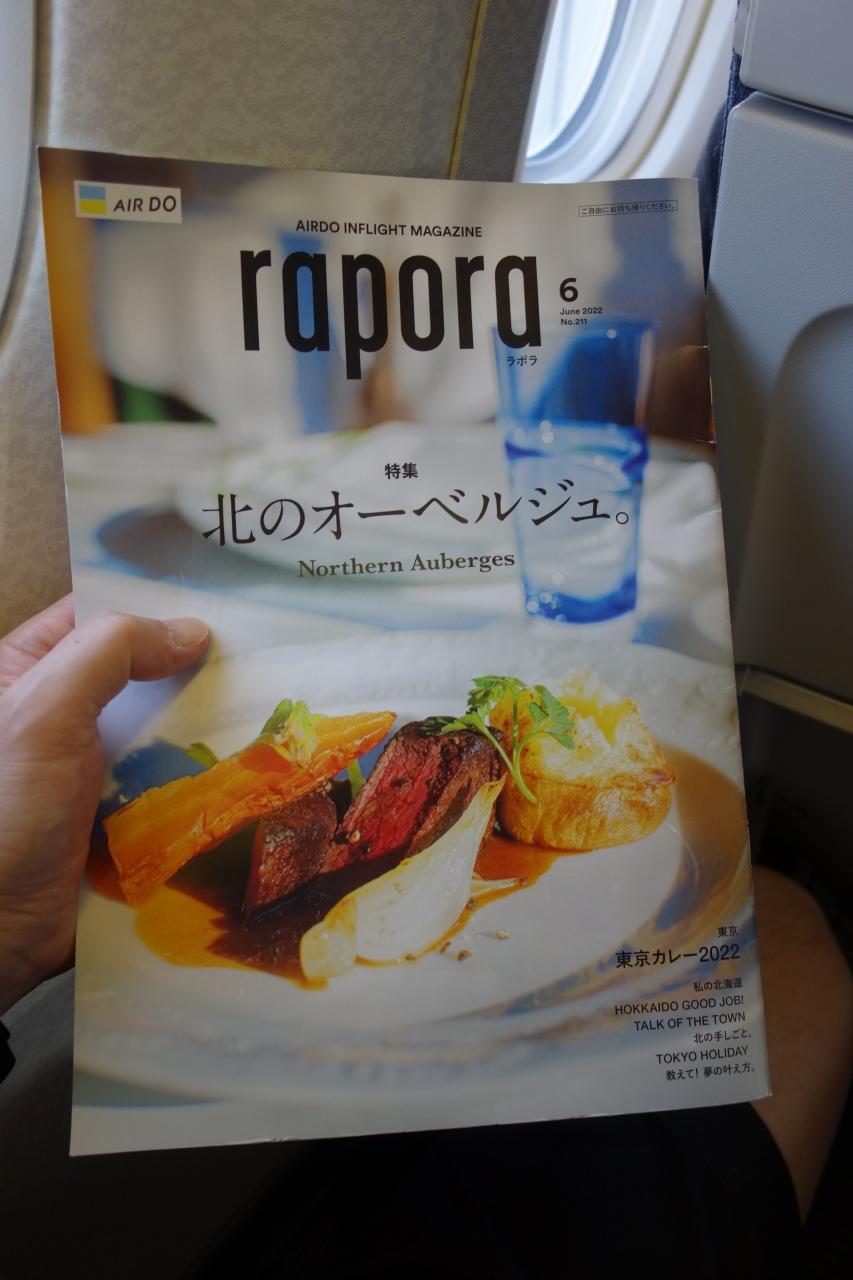 AIR DO
ご自由にお持ち帰りください。
AIRDO INFLIGHT MAGAZINE
rapora
6
June 2022
No.211
ラポラ
特集
北のオーベルジュ。
Northern Auberges
東京
東京カレー2022
私の北海道
HOKKAIDO GOOD JOB!
TALK OF THE TOWN
北の手しごと。
TOKYO HOLIDAY
教えて! 夢の叶え方。